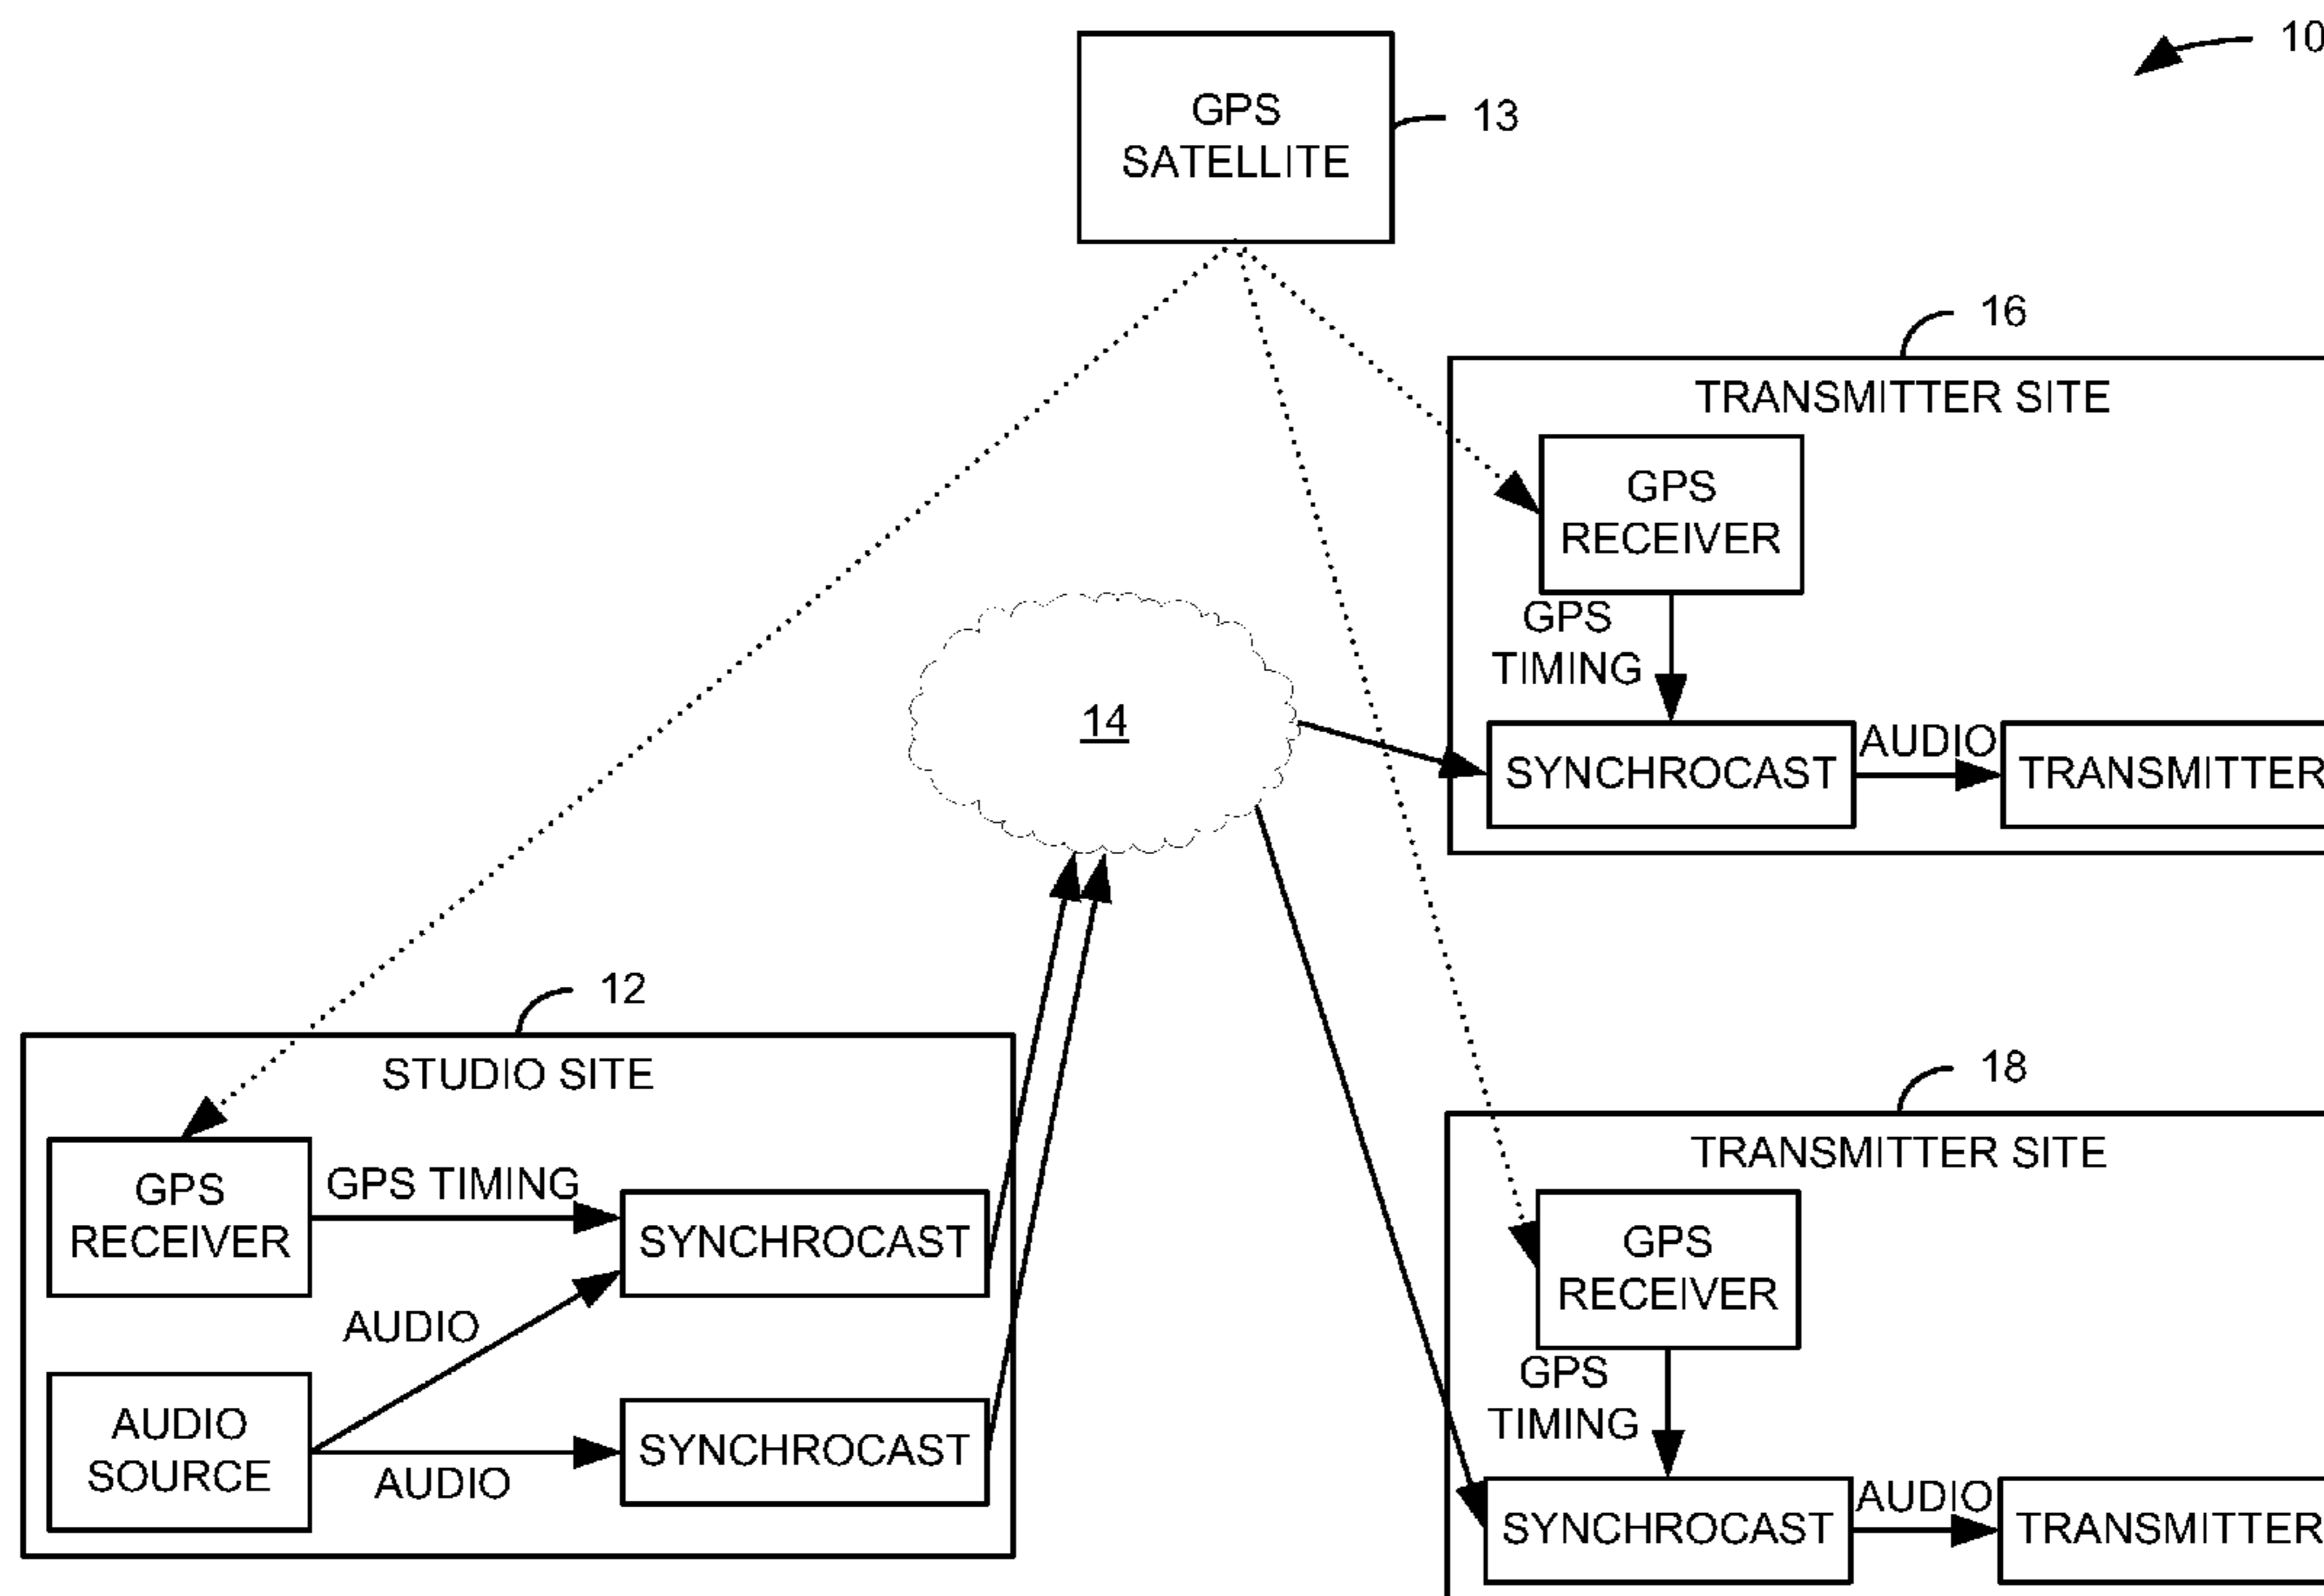 10
GPS
SATELLITE
13
16
TRANSMITTER SITE
GPS
RECEIVER
GPS
TIMING
SYNCHROCAST
AUDIO
TRANSMITTER
14
12
STUDIO SITE
GPS
RECEIVER
GPS TIMING
SYNCHROCAST
AUDIO
AUDIO
SOURCE
AUDIO
SYNCHROCAST
18
TRANSMITTER SITE
GPS
RECEIVER
GPS
TIMING
SYNCHROCAST
AUDIO
TRANSMITTER